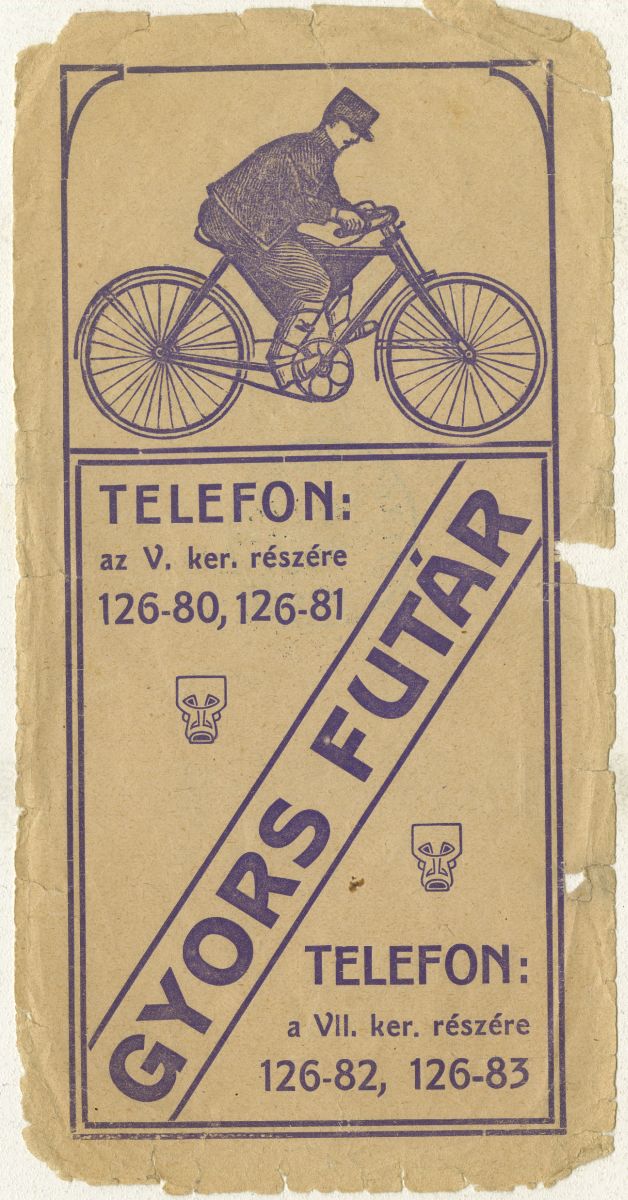 TELEFON:
az V. ker. részére
126-80, 126-81
GYORS FUTÁR
TELEFON:
a VII. ker. részére
126-82, 126-83